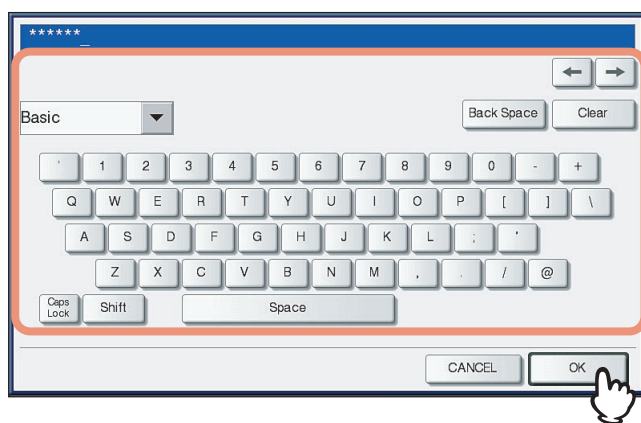 ******_
← →
Basic Back Space Clear
' 1 2 3 4 5 6 7 8 9 0 - +
Q W E R T Y U I O P [ ] \
A S D F G H J K L ; '
Z X C V B N M , . / @
Caps Lock Shift Space
CANCEL OK